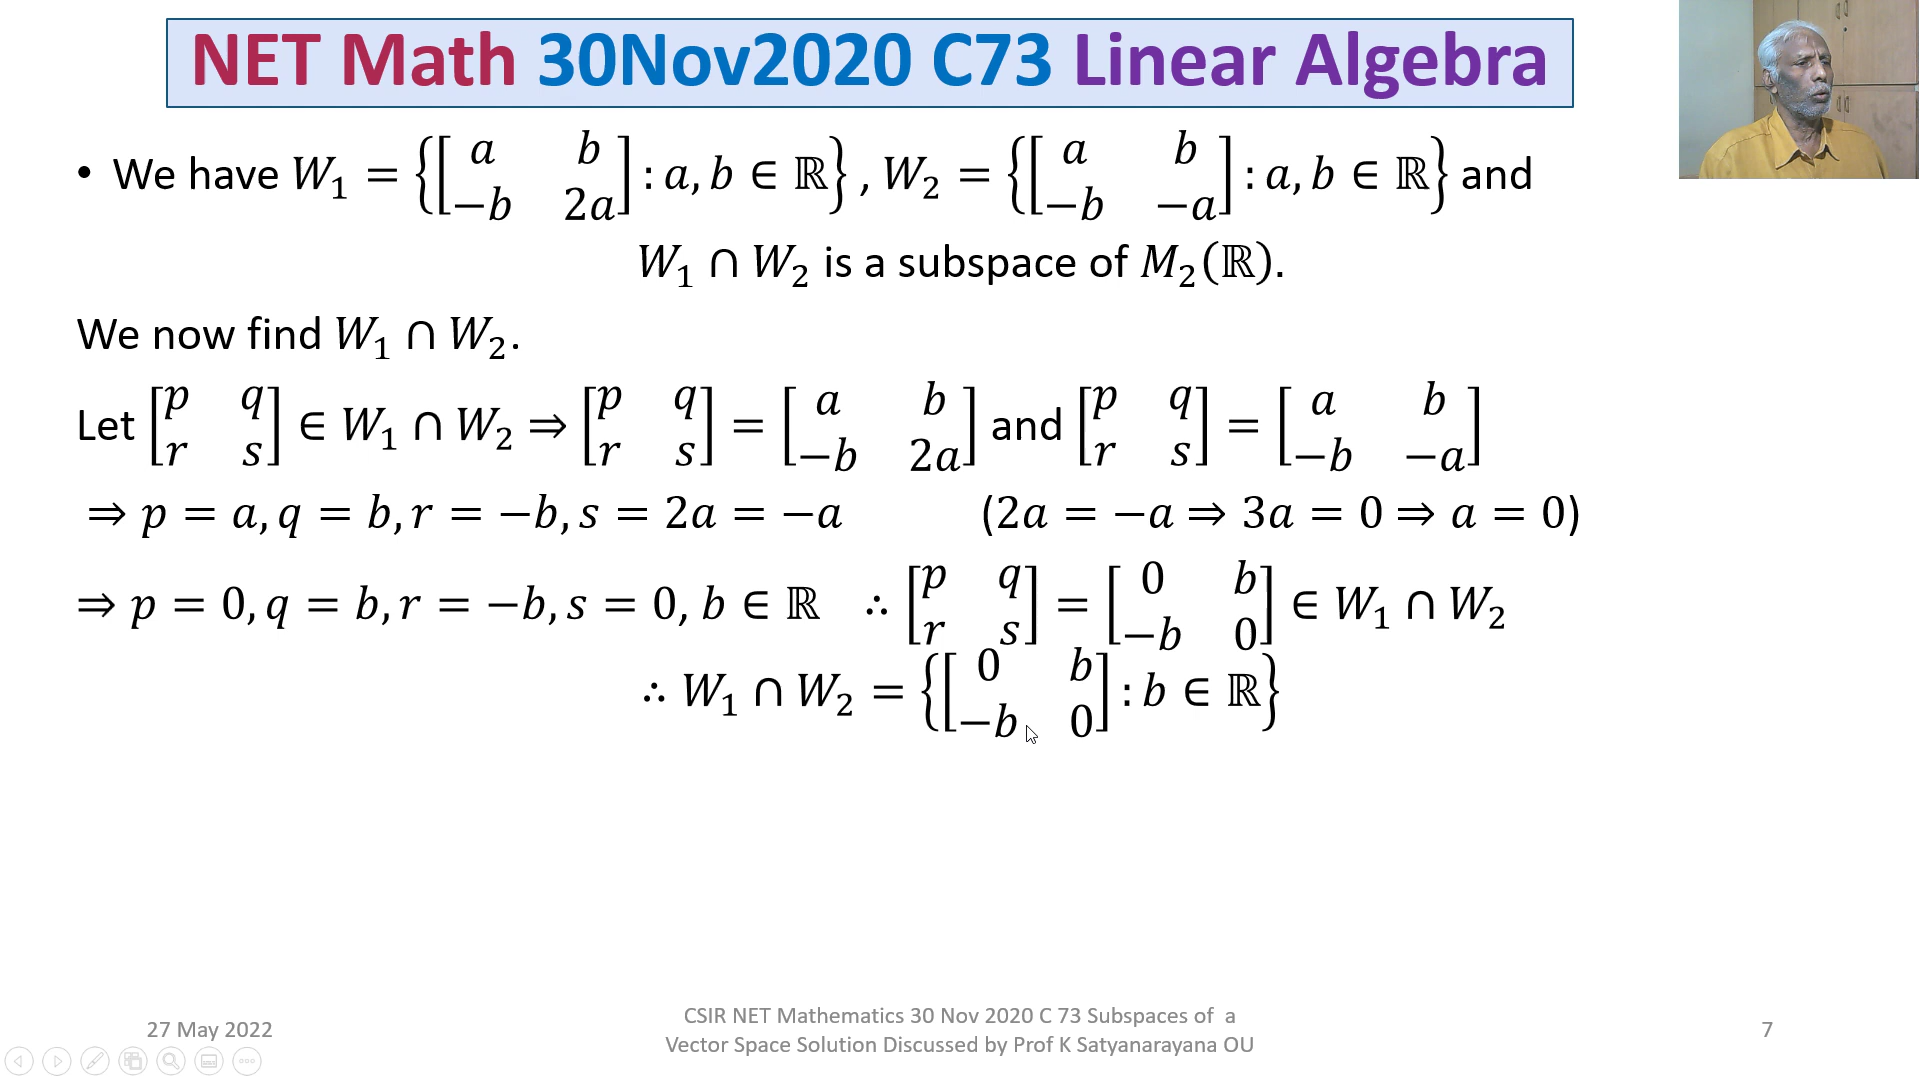 NET Math 30Nov2020 C73 Linear Algebra
• We have W₁ = {[a b; −b 2a] : a, b ∈ ℝ} , W₂ = {[a b; −b −a] : a, b ∈ ℝ} and
W₁ ∩ W₂ is a subspace of M₂(ℝ).
We now find W₁ ∩ W₂.
Let [p q; r s] ∈ W₁ ∩ W₂ ⇒ [p q; r s] = [a b; −b 2a] and [p q; r s] = [a b; −b −a]
⇒ p = a, q = b, r = −b, s = 2a = −a (2a = −a ⇒ 3a = 0 ⇒ a = 0)
⇒ p = 0, q = b, r = −b, s = 0, b ∈ ℝ ∴ [p q; r s] = [0 b; −b 0] ∈ W₁ ∩ W₂
∴ W₁ ∩ W₂ = {[0 b; −b 0] : b ∈ ℝ}
27 May 2022
CSIR NET Mathematics 30 Nov 2020 C 73 Subspaces of a
Vector Space Solution Discussed by Prof K Satyanarayana OU
7